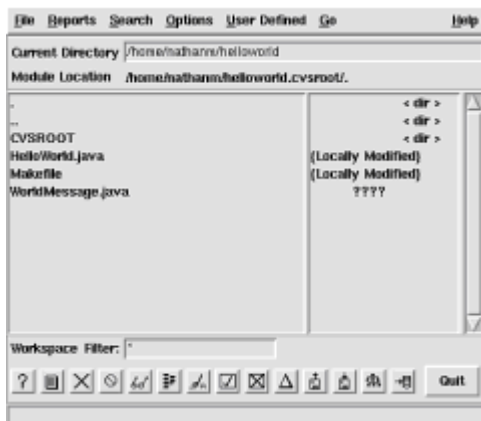 File Reports Search Options User Defined Go Help
Current Directory /home/nathanm/helloworld
Module Location /home/nathanm/helloworld.cvsroot/.
. < dir >
.. < dir >
CVSROOT < dir >
HelloWorld.java (Locally Modified)
Makefile (Locally Modified)
WorldMessage.java ????
Workspace Filter: *
? Quit